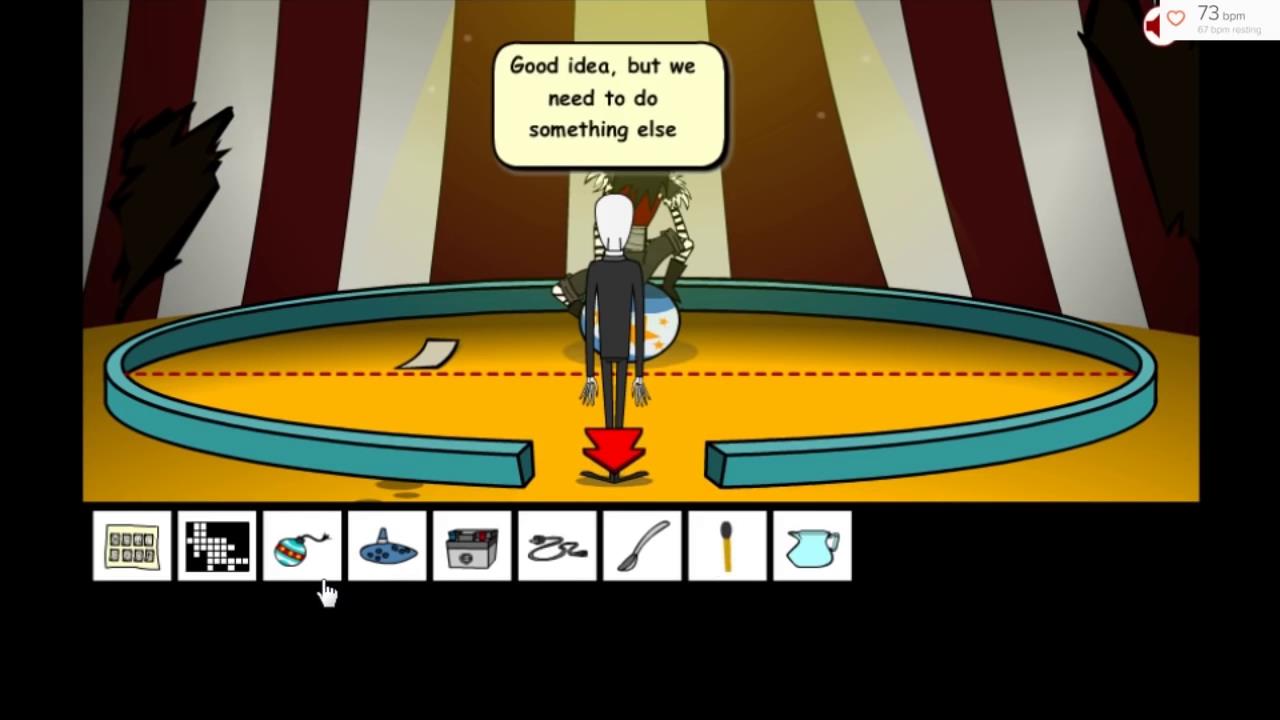 73 bpm
67 bpm resting
Good idea, but we
need to do
something else